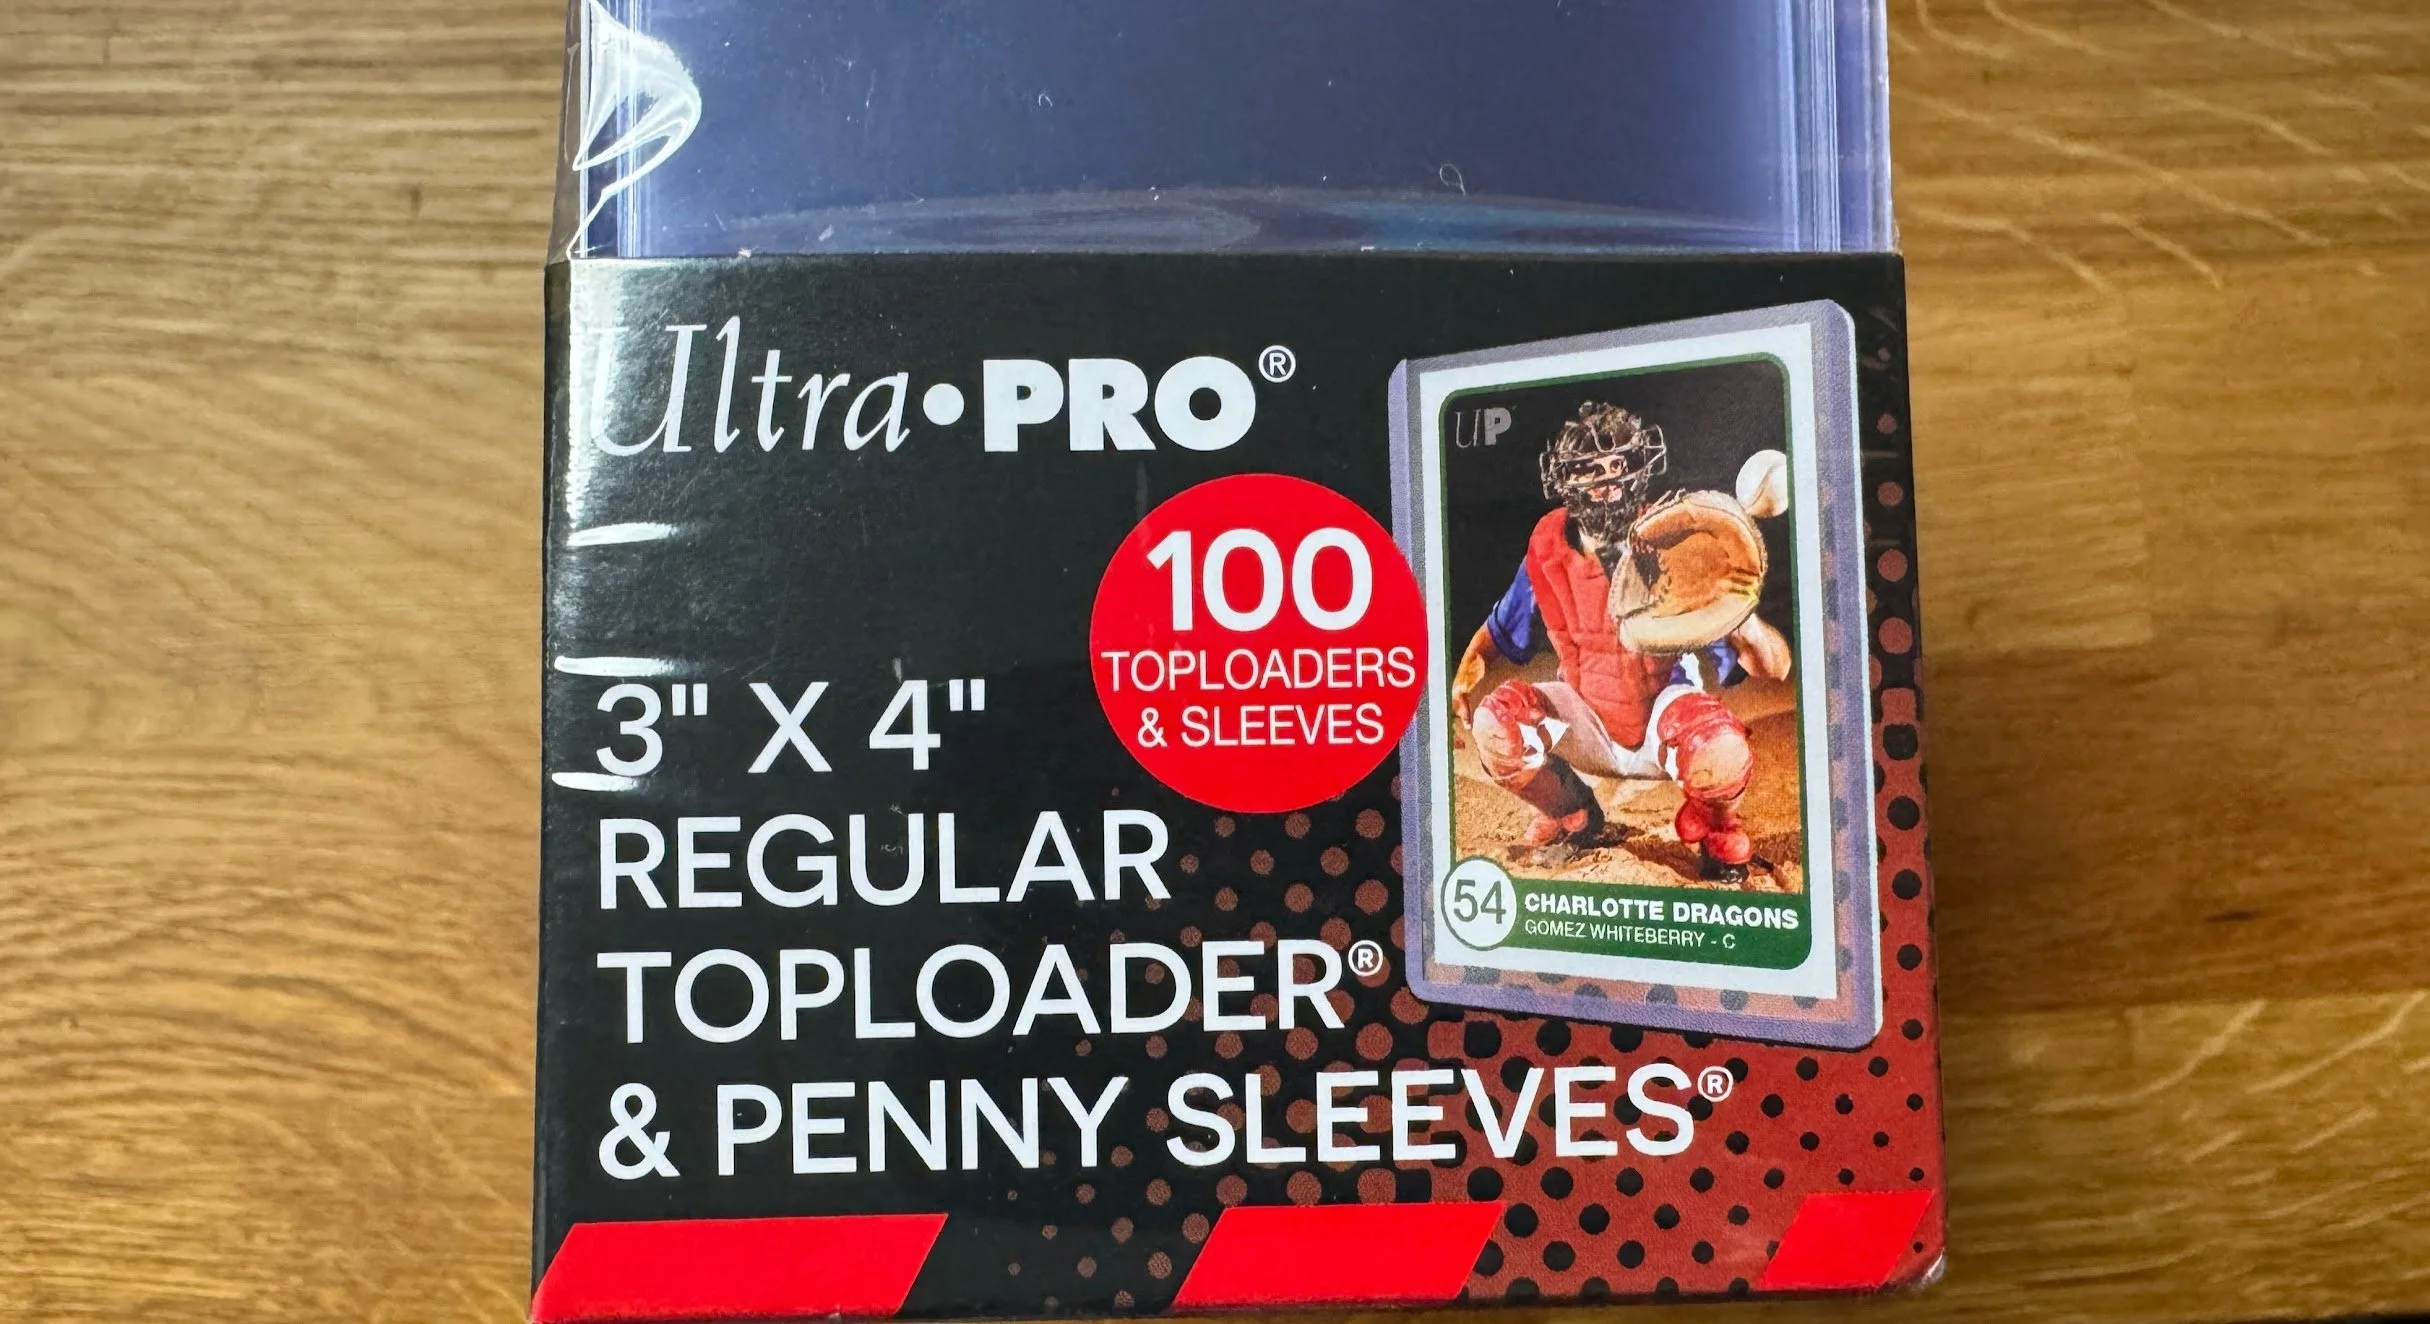 Ultra•PRO®
100
TOPLOADERS
& SLEEVES
3" X 4"
REGULAR
TOPLOADER®
& PENNY SLEEVES®
UP
54
CHARLOTTE DRAGONS
GOMEZ WHITEBERRY - C